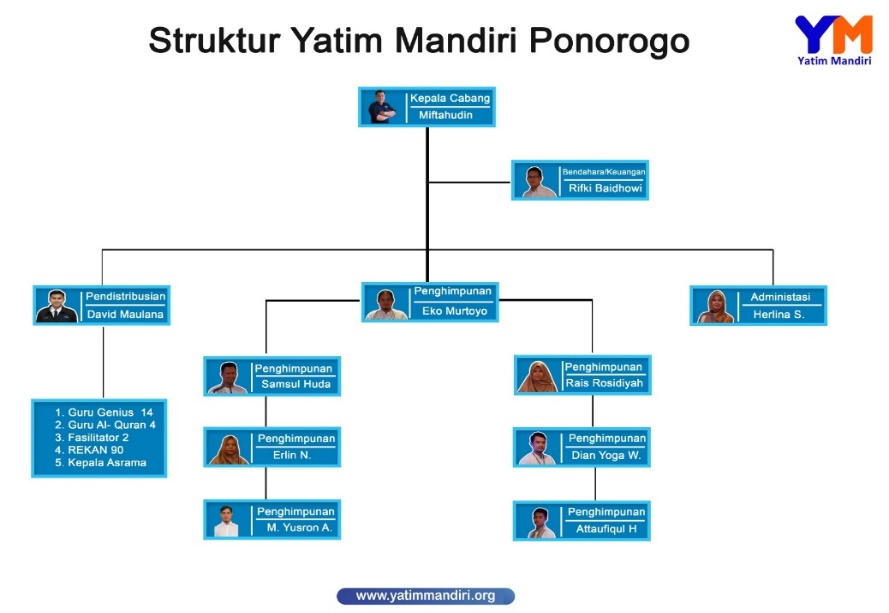 Struktur Yatim Mandiri Ponorogo
YM
Yatim Mandiri
Kepala Cabang
Miftahudin
Bendahara/Keuangan
Rifki Baidhowi
Pendistribusian
David Maulana
Penghimpunan
Eko Murtoyo
Administasi
Herlina S.
Penghimpunan
Samsul Huda
Penghimpunan
Rais Rosidiyah
1. Guru Genius 14
2. Guru Al- Quran 4
3. Fasilitator 2
4. REKAN 90
5. Kepala Asrama
Penghimpunan
Erlin N.
Penghimpunan
Dian Yoga W.
Penghimpunan
M. Yusron A.
Penghimpunan
Attaufiqul H
www.yatimmandiri.org